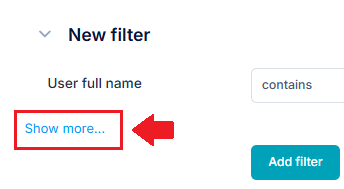 New filter
User full name
contains
Show more...
Add filter